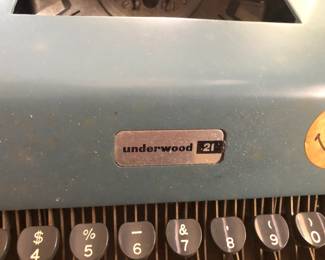 underwood 21
$ % - & ' ( )
4 5 6 7 8 9 0